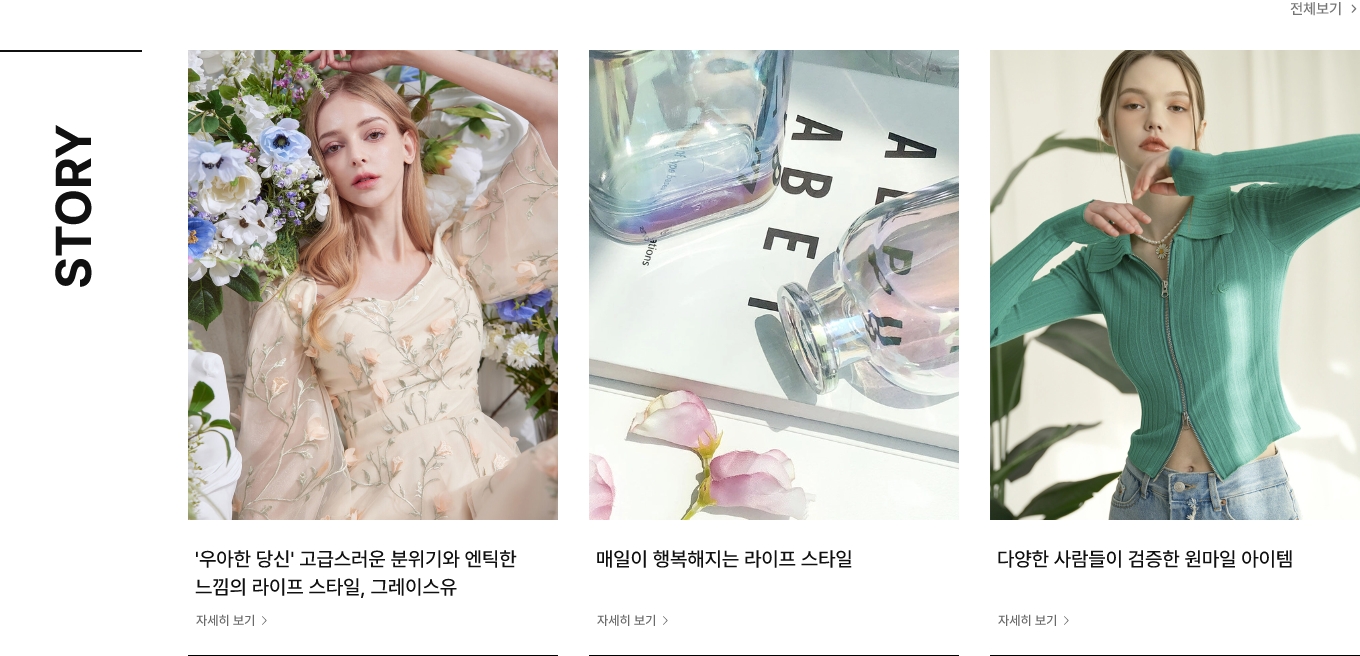 전체보기
STORY
A
ABE
ations
'우아한 당신' 고급스러운 분위기와 엔틱한
느낌의 라이프 스타일, 그레이스유
자세히 보기
매일이 행복해지는 라이프 스타일
자세히 보기
다양한 사람들이 검증한 원마일 아이템
자세히 보기